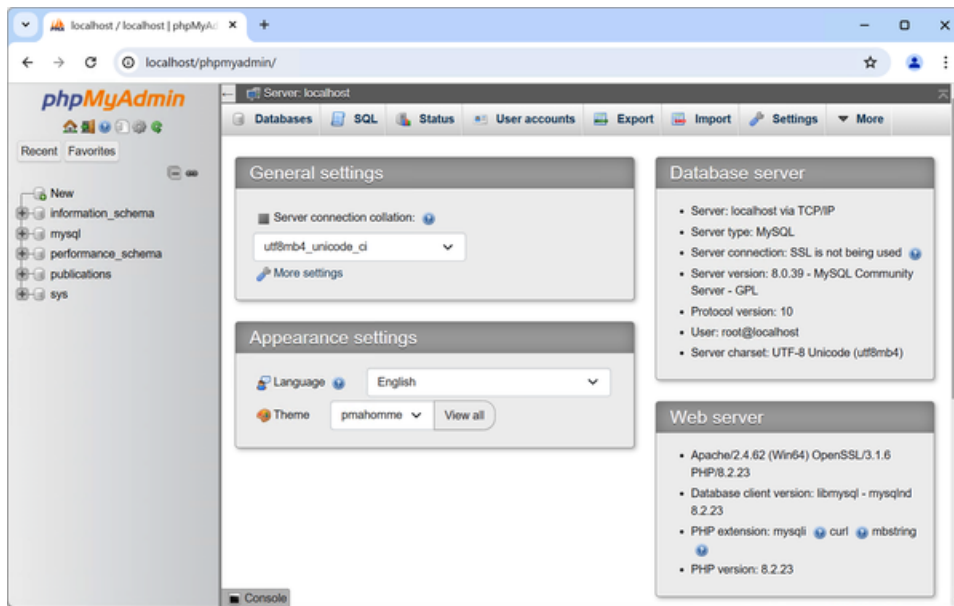 localhost / localhost | phpMyAd
localhost/phpmyadmin/
phpMyAdmin
Recent Favorites
New
information_schema
mysql
performance_schema
publications
sys
Server: localhost
Databases SQL Status User accounts Export Import Settings More
General settings
Server connection collation:
utf8mb4_unicode_ci
More settings
Appearance settings
Language English
Theme pmahomme View all
Database server
Server: localhost via TCP/IP
Server type: MySQL
Server connection: SSL is not being used
Server version: 8.0.39 - MySQL Community
Server - GPL
Protocol version: 10
User: root@localhost
Server charset: UTF-8 Unicode (utf8mb4)
Web server
Apache/2.4.62 (Win64) OpenSSL/3.1.6
PHP/8.2.23
Database client version: libmysql - mysqlnd
8.2.23
PHP extension: mysqli curl mbstring
PHP version: 8.2.23
Console